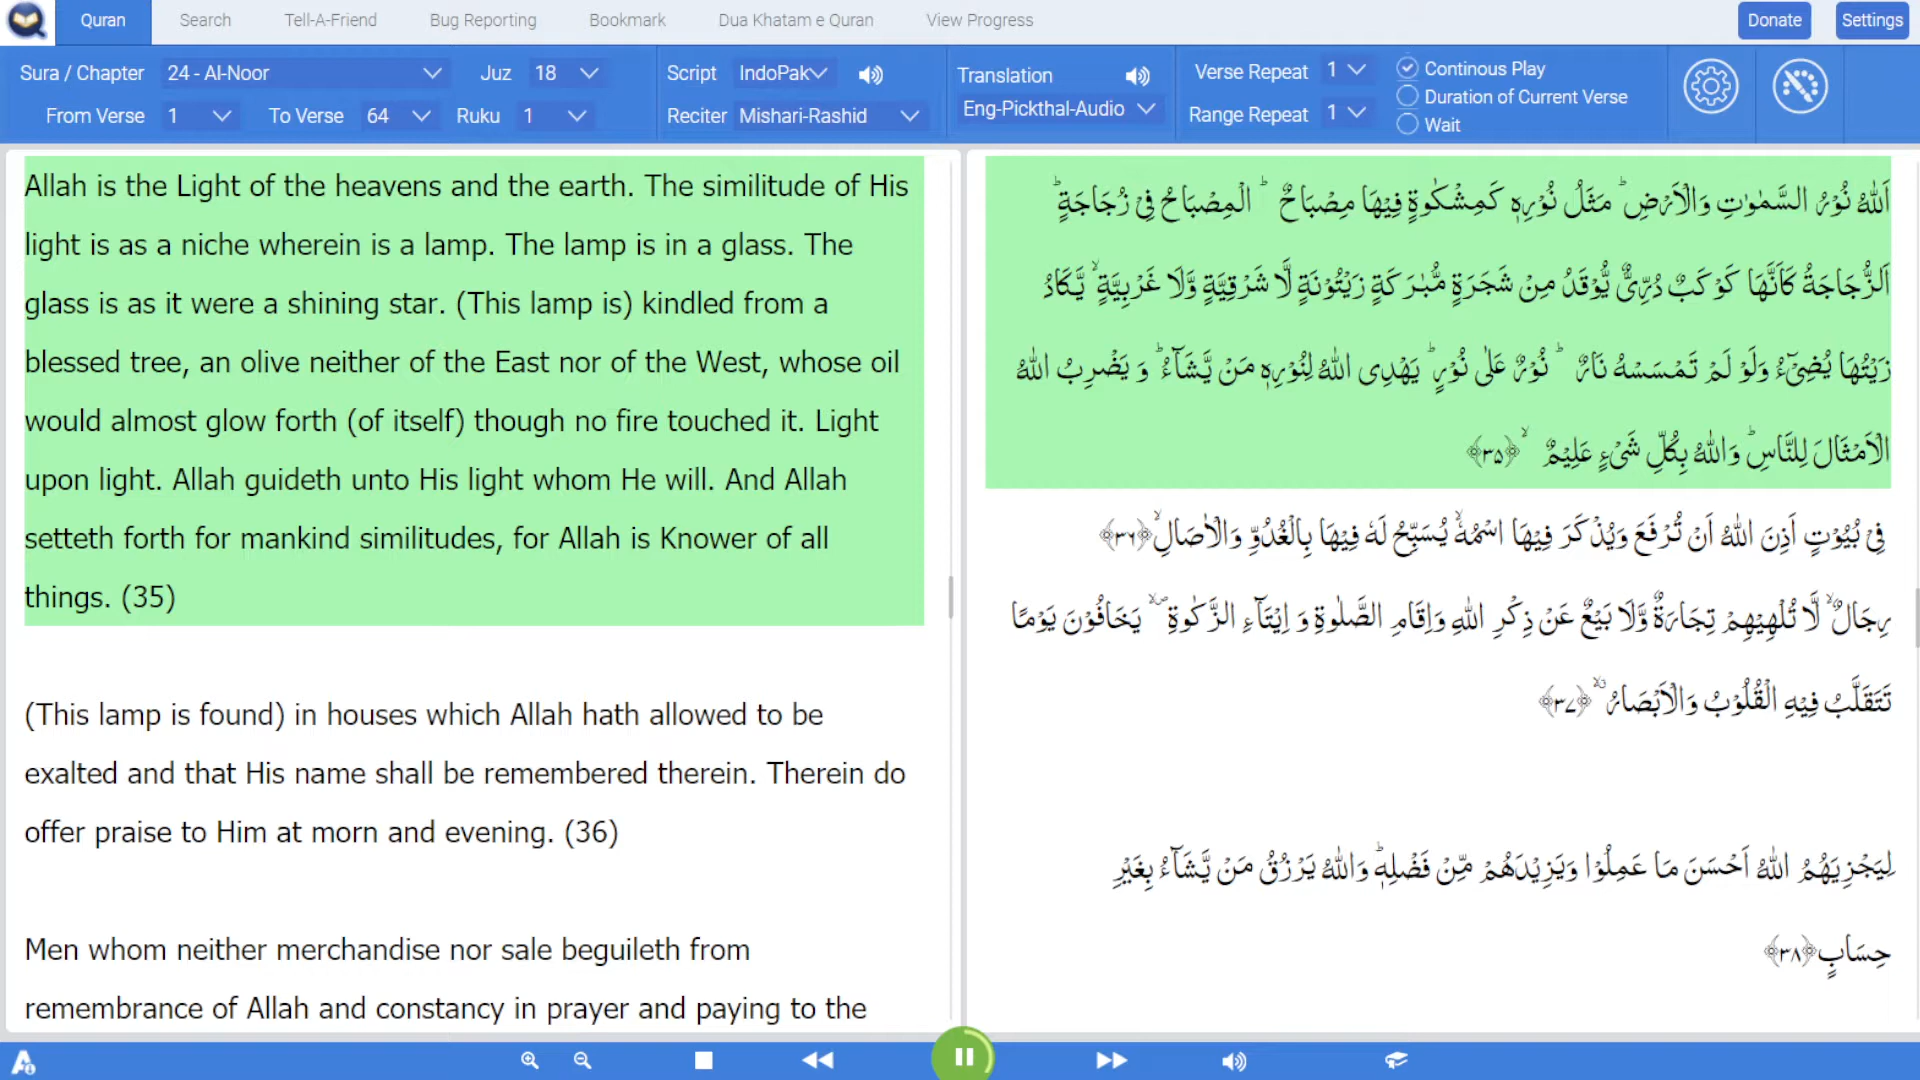 Quran
Search
Tell-A-Friend
Bug Reporting
Bookmark
Dua Khatam e Quran
View Progress
Donate
Settings
Sura / Chapter 24 - Al-Noor Juz 18
From Verse 1 To Verse 64 Ruku 1
Script IndoPak
Reciter Mishari-Rashid
Translation
Eng-Pickthal-Audio
Verse Repeat 1
Range Repeat 1
Continous Play
Duration of Current Verse
Wait
Allah is the Light of the heavens and the earth. The similitude of His
light is as a niche wherein is a lamp. The lamp is in a glass. The
glass is as it were a shining star. (This lamp is) kindled from a
blessed tree, an olive neither of the East nor of the West, whose oil
would almost glow forth (of itself) though no fire touched it. Light
upon light. Allah guideth unto His light whom He will. And Allah
setteth forth for mankind similitudes, for Allah is Knower of all
things. (35)
(This lamp is found) in houses which Allah hath allowed to be
exalted and that His name shall be remembered therein. Therein do
offer praise to Him at morn and evening. (36)
Men whom neither merchandise nor sale beguileth from
remembrance of Allah and constancy in prayer and paying to the
اَللّٰهُ نُوْرُ السَّمٰوٰتِ وَالْاَرْضِ ؕ مَثَلُ نُوْرِهٖ كَمِشْكٰوةٍ فِيْهَا مِصْبَاحٌ ؕ الْمِصْبَاحُ فِىْ زُجَاجَةٍ ؕ
اَلزُّجَاجَةُ كَاَنَّهَا كَوْكَبٌ دُرِّىٌّ يُّوْقَدُ مِنْ شَجَرَةٍ مُّبٰرَكَةٍ زَيْتُوْنَةٍ لَّا شَرْقِيَّةٍ وَّلَا غَرْبِيَّةٍ ۙ يَّكَادُ
زَيْتُهَا يُضِىْٓءُ وَلَوْ لَمْ تَمْسَسْهُ نَارٌ ؕ نُوْرٌ عَلٰى نُوْرٍ ؕ يَهْدِى اللّٰهُ لِنُوْرِهٖ مَنْ يَّشَآءُ ؕ وَ يَضْرِبُ اللّٰهُ
الْاَمْثَالَ لِلنَّاسِ ؕ وَاللّٰهُ بِكُلِّ شَىْءٍ عَلِيْمٌ ۙ ﴿۳۵﴾
فِىْ بُيُوْتٍ اَذِنَ اللّٰهُ اَنْ تُرْفَعَ وَيُذْكَرَ فِيْهَا اسْمُهٗ ۙ يُسَبِّحُ لَهٗ فِيْهَا بِالْغُدُوِّ وَالْاٰصَالِ ۙ ﴿۳۶﴾
رِجَالٌ ۙ لَّا تُلْهِيْهِمْ تِجَارَةٌ وَّلَا بَيْعٌ عَنْ ذِكْرِ اللّٰهِ وَاِقَامِ الصَّلٰوةِ وَ اِيْتَآءِ الزَّكٰوةِ ۙ يَخَافُوْنَ يَوْمًا
تَتَقَلَّبُ فِيْهِ الْقُلُوْبُ وَالْاَبْصَارُ ۙ ﴿۳۷﴾
لِيَجْزِيَهُمُ اللّٰهُ اَحْسَنَ مَا عَمِلُوْا وَيَزِيْدَهُمْ مِّنْ فَضْلِهٖ ؕ وَاللّٰهُ يَرْزُقُ مَنْ يَّشَآءُ بِغَيْرِ
حِسَابٍ ﴿۳۸﴾